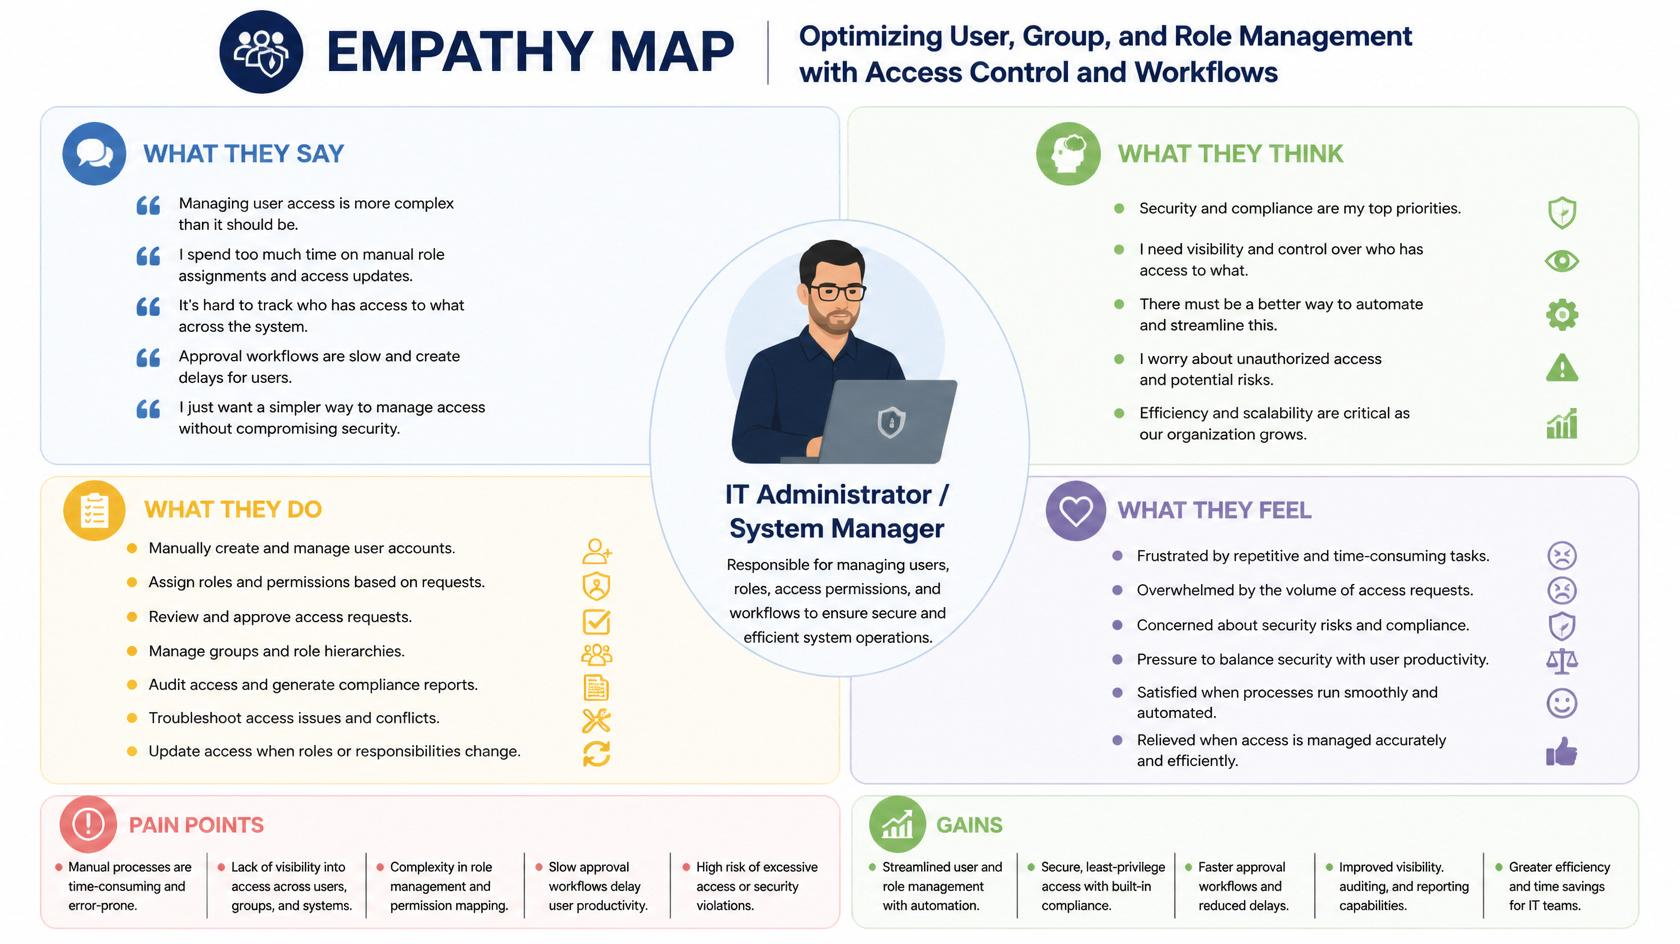 EMPATHY MAP
Optimizing User, Group, and Role Management
with Access Control and Workflows
WHAT THEY SAY
Managing user access is more complex
than it should be.
I spend too much time on manual role
assignments and access updates.
It's hard to track who has access to what
across the system.
Approval workflows are slow and create
delays for users.
I just want a simpler way to manage access
without compromising security.
WHAT THEY THINK
Security and compliance are my top priorities.
I need visibility and control over who has
access to what.
There must be a better way to automate
and streamline this.
I worry about unauthorized access
and potential risks.
Efficiency and scalability are critical as
our organization grows.
IT Administrator /
System Manager
Responsible for managing users,
roles, access permissions, and
workflows to ensure secure and
efficient system operations.
WHAT THEY DO
Manually create and manage user accounts.
Assign roles and permissions based on requests.
Review and approve access requests.
Manage groups and role hierarchies.
Audit access and generate compliance reports.
Troubleshoot access issues and conflicts.
Update access when roles or responsibilities change.
WHAT THEY FEEL
Frustrated by repetitive and time-consuming tasks.
Overwhelmed by the volume of access requests.
Concerned about security risks and compliance.
Pressure to balance security with user productivity.
Satisfied when processes run smoothly and
automated.
Relieved when access is managed accurately
and efficiently.
PAIN POINTS
Manual processes are
time-consuming and
error-prone.
Lack of visibility into
access across users,
groups, and systems.
Complexity in role
management and
permission mapping.
Slow approval
workflows delay
user productivity.
High risk of excessive
access or security
violations.
GAINS
Streamlined user and
role management
with automation.
Secure, least-privilege
access with built-in
compliance.
Faster approval
workflows and
reduced delays.
Improved visibility.
auditing, and reporting
capabilities.
Greater efficiency
and time savings
for IT teams.